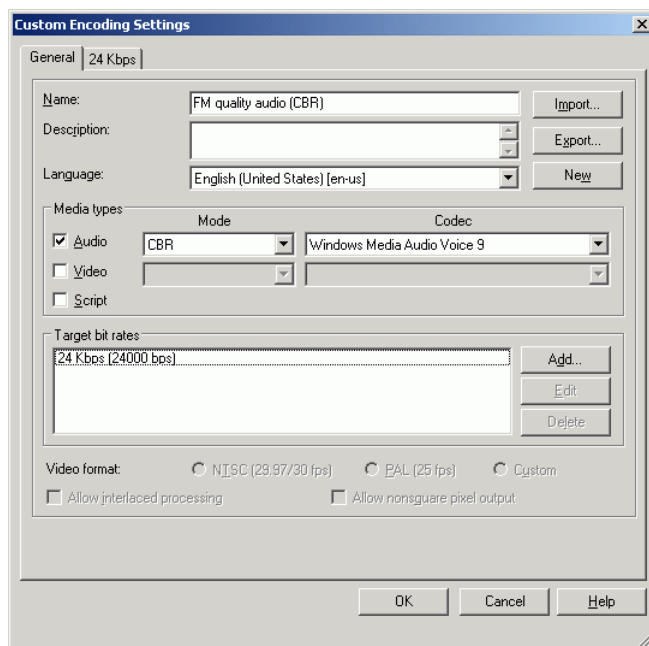 Custom Encoding Settings
General
24 Kbps
Name:
FM quality audio (CBR)
Import...
Description:
Export...
Language:
English (United States) [en-us]
New
Media types
Mode
Codec
Audio
CBR
Windows Media Audio Voice 9
Video
Script
Target bit rates
24 Kbps (24000 bps)
Add...
Edit
Delete
Video format:
NTSC (29.97/30 fps)
PAL (25 fps)
Custom
Allow interlaced processing
Allow nonsquare pixel output
OK
Cancel
Help